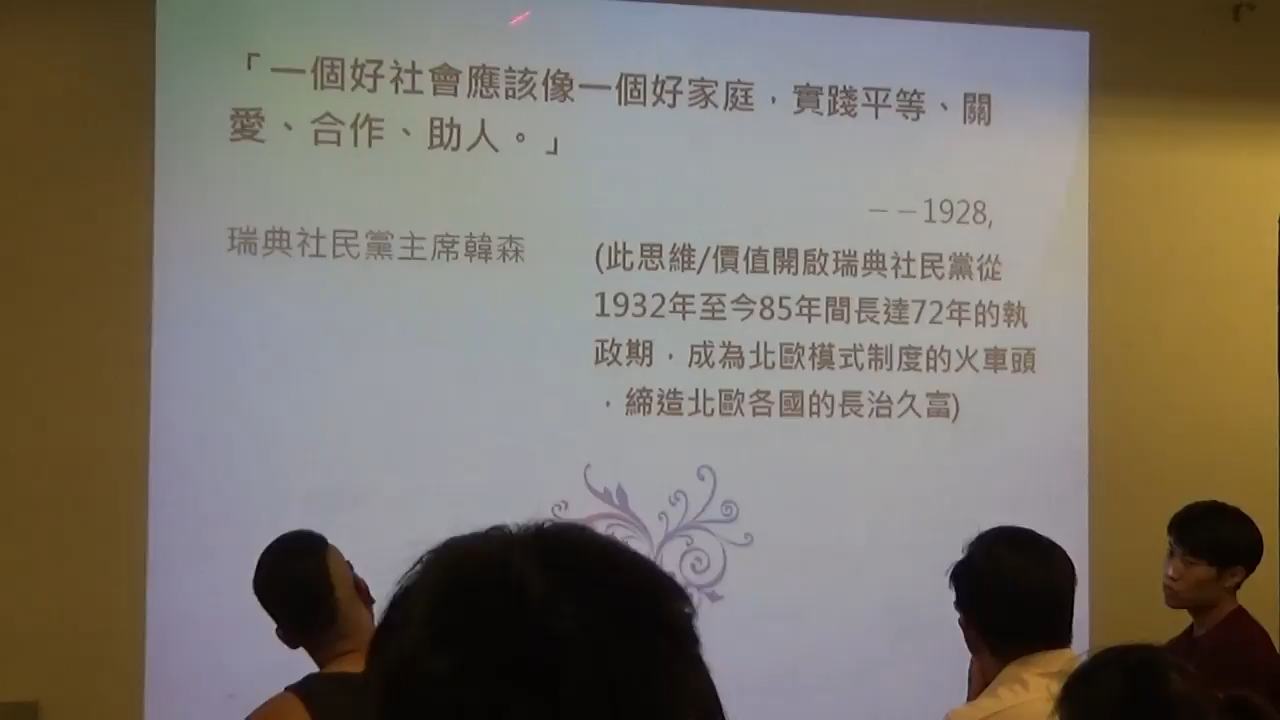 「一個好社會應該像一個好家庭，實踐平等、關
愛、合作、助人。」
－－1928,
瑞典社民黨主席韓森
(此思維/價值開啟瑞典社民黨從
1932年至今85年間長達72年的執
政期，成為北歐模式制度的火車頭
，締造北歐各國的長治久富)